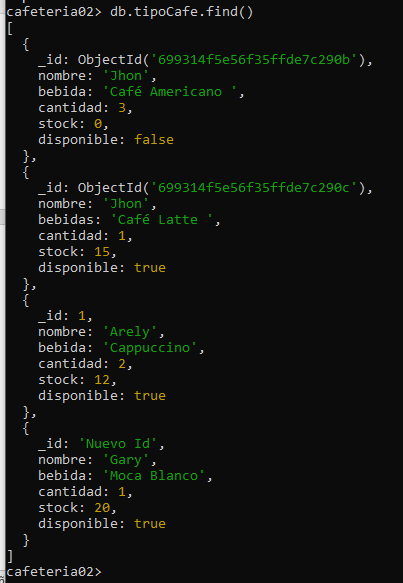 cafeteria02> db.tipoCafe.find()
[
  {
    _id: ObjectId('699314f5e56f35ffde7c290b'),
    nombre: 'Jhon',
    bebida: 'Café Americano ',
    cantidad: 3,
    stock: 0,
    disponible: false
  },
  {
    _id: ObjectId('699314f5e56f35ffde7c290c'),
    nombre: 'Jhon',
    bebidas: 'Café Latte ',
    cantidad: 1,
    stock: 15,
    disponible: true
  },
  {
    _id: 1,
    nombre: 'Arely',
    bebida: 'Cappuccino',
    cantidad: 2,
    stock: 12,
    disponible: true
  },
  {
    _id: 'Nuevo Id',
    nombre: 'Gary',
    bebida: 'Moca Blanco',
    cantidad: 1,
    stock: 20,
    disponible: true
  }
]
cafeteria02>